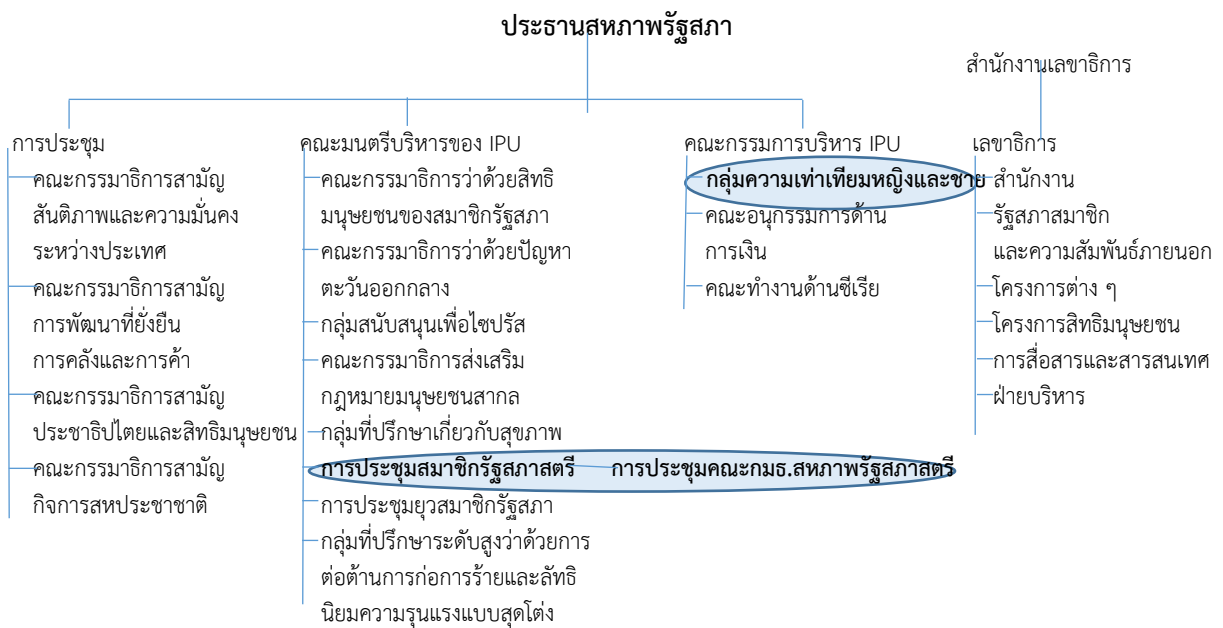 ประธานสหภาพรัฐสภา
สำนักงานเลขาธิการ
การประชุม
คณะกรรมาธิการสามัญ
สันติภาพและความมั่นคง
ระหว่างประเทศ
คณะกรรมาธิการสามัญ
การพัฒนาที่ยั่งยืน
การคลังและการค้า
คณะกรรมาธิการสามัญ
ประชาธิปไตยและสิทธิมนุษยชน
คณะกรรมาธิการสามัญ
กิจการสหประชาชาติ
คณะมนตรีบริหารของ IPU
คณะกรรมาธิการว่าด้วยสิทธิ
มนุษยชนของสมาชิกรัฐสภา
คณะกรรมาธิการว่าด้วยปัญหา
ตะวันออกกลาง
กลุ่มสนับสนุนเพื่อไซปรัส
คณะกรรมาธิการส่งเสริม
กฎหมายมนุษยชนสากล
กลุ่มที่ปรึกษาเกี่ยวกับสุขภาพ
การประชุมสมาชิกรัฐสภาสตรี
การประชุมคณะกมธ.สหภาพรัฐสภาสตรี
การประชุมยุวสมาชิกรัฐสภา
กลุ่มที่ปรึกษาระดับสูงว่าด้วยการ
ต่อต้านการก่อการร้ายและลัทธิ
นิยมความรุนแรงแบบสุดโต่ง
คณะกรรมการบริหาร IPU
กลุ่มความเท่าเทียมหญิงและชาย
คณะอนุกรรมการด้าน
การเงิน
คณะทำงานด้านซีเรีย
เลขาธิการ
สำนักงาน
รัฐสภาสมาชิก
และความสัมพันธ์ภายนอก
โครงการต่าง ๆ
โครงการสิทธิมนุษยชน
การสื่อสารและสารสนเทศ
ฝ่ายบริหาร